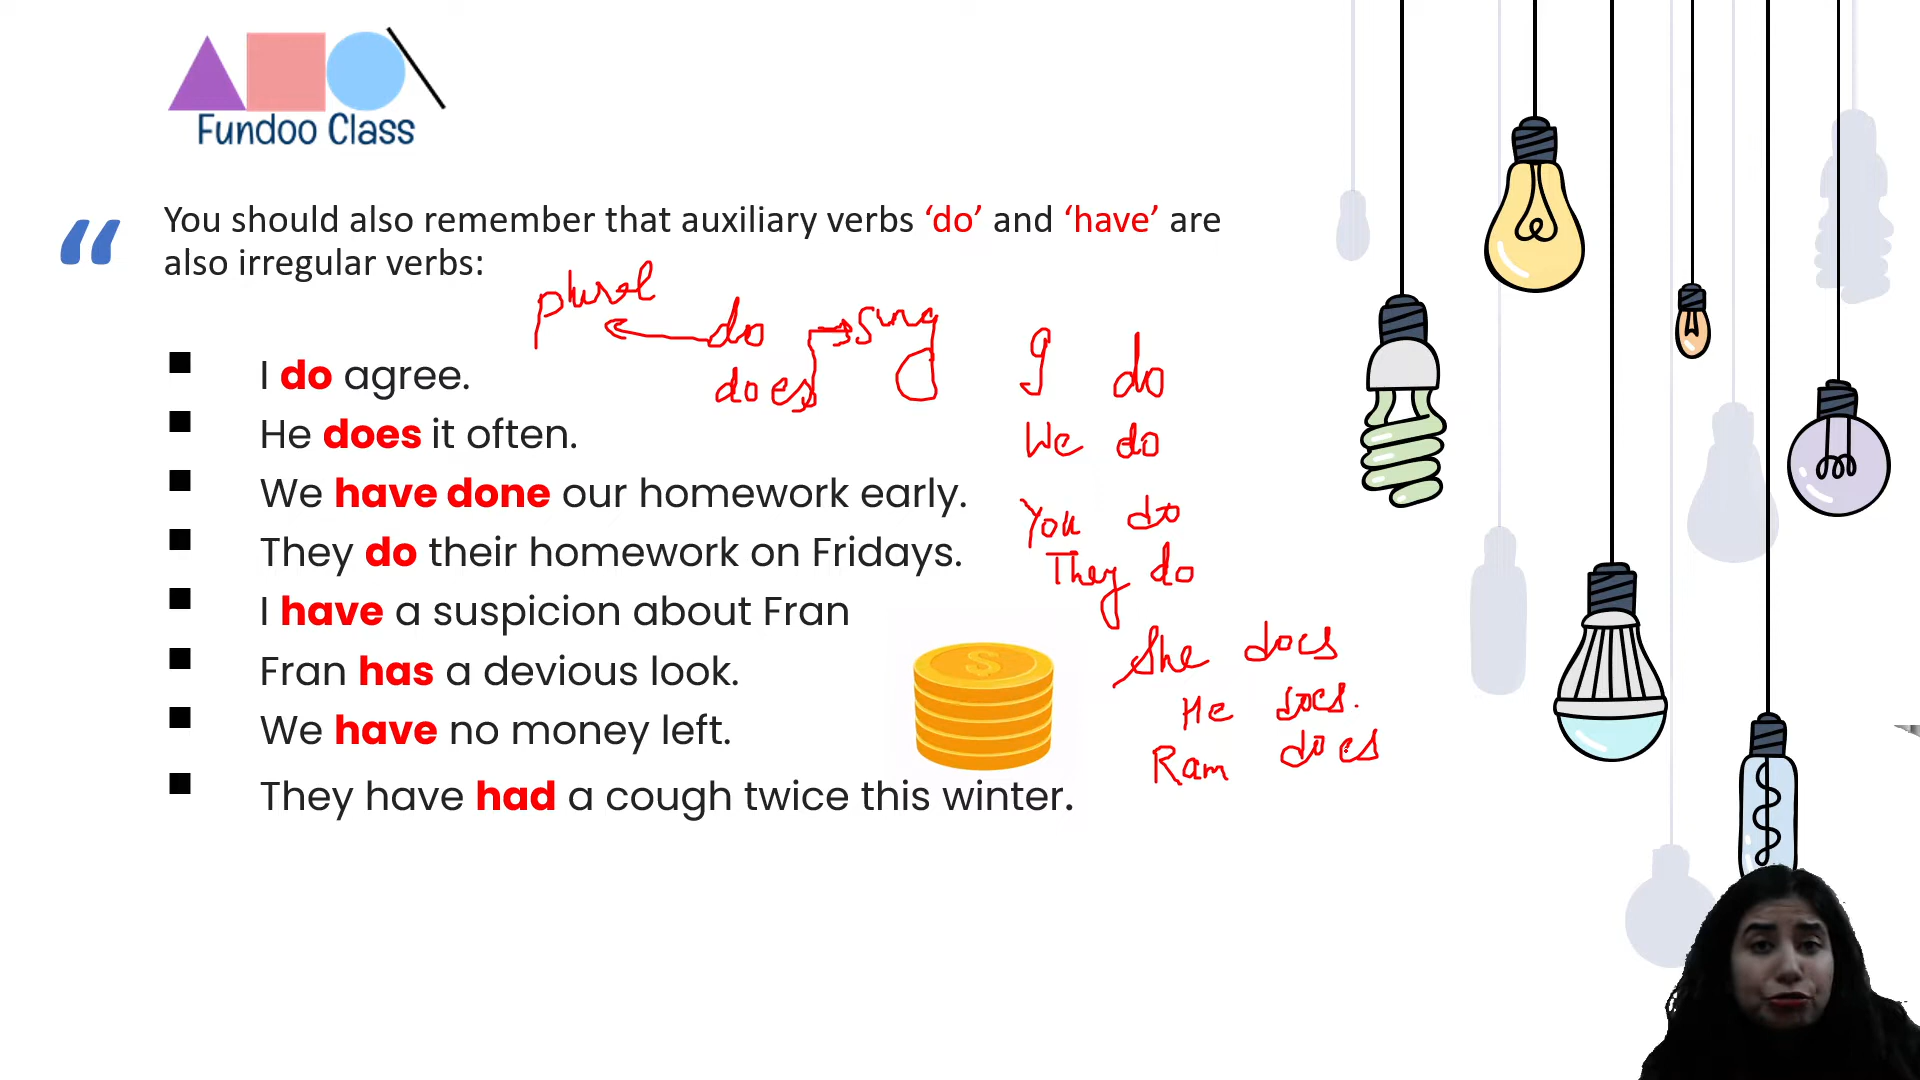 Fundoo Class
“ You should also remember that auxiliary verbs ‘do’ and ‘have’ are
also irregular verbs:
plural do sing
does
I do agree.
I do
He does it often.
We do
We have done our homework early.
You do
They do their homework on Fridays.
They do
I have a suspicion about Fran
She does
Fran has a devious look.
He does.
We have no money left.
Ram does
They have had a cough twice this winter.
$